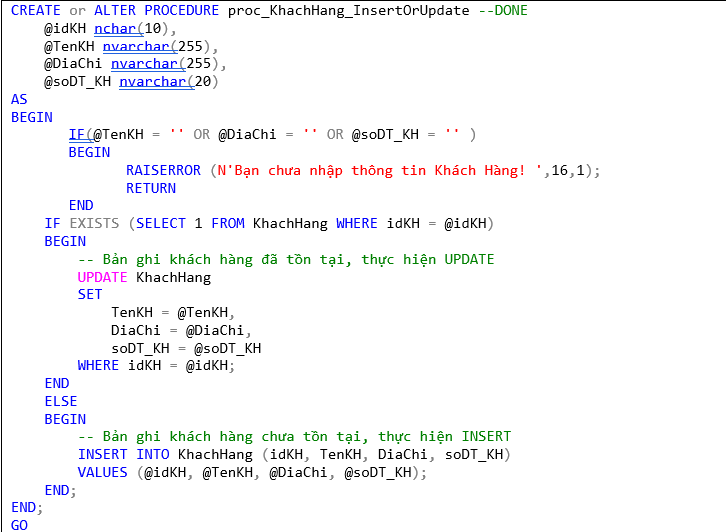 CREATE or ALTER PROCEDURE proc_KhachHang_InsertOrUpdate --DONE
@idKH nchar(10),
@TenKH nvarchar(255),
@DiaChi nvarchar(255),
@soDT_KH nvarchar(20)
AS
BEGIN
IF(@TenKH = '' OR @DiaChi = '' OR @soDT_KH = '' )
BEGIN
RAISERROR (N'Bạn chưa nhập thông tin Khách Hàng! ',16,1);
RETURN
END
IF EXISTS (SELECT 1 FROM KhachHang WHERE idKH = @idKH)
BEGIN
-- Bản ghi khách hàng đã tồn tại, thực hiện UPDATE
UPDATE KhachHang
SET
TenKH = @TenKH,
DiaChi = @DiaChi,
soDT_KH = @soDT_KH
WHERE idKH = @idKH;
END
ELSE
BEGIN
-- Bản ghi khách hàng chưa tồn tại, thực hiện INSERT
INSERT INTO KhachHang (idKH, TenKH, DiaChi, soDT_KH)
VALUES (@idKH, @TenKH, @DiaChi, @soDT_KH);
END;
END;
GO